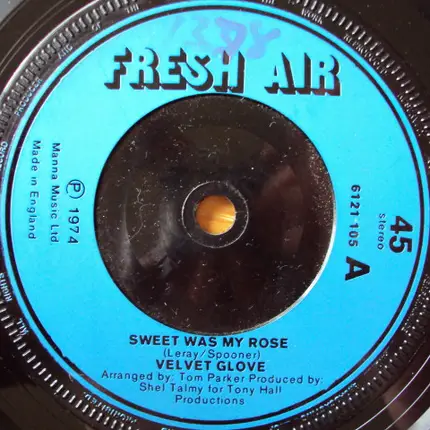 1378
FRESH AIR
Manna Music Ltd
Made in England
Ⓟ 1974
45
stereo
6121 105
A
SWEET WAS MY ROSE
(Leray/Spooner)
VELVET GLOVE
Arranged by: Tom Parker Produced by:
Shel Talmy for Tony Hall
Productions